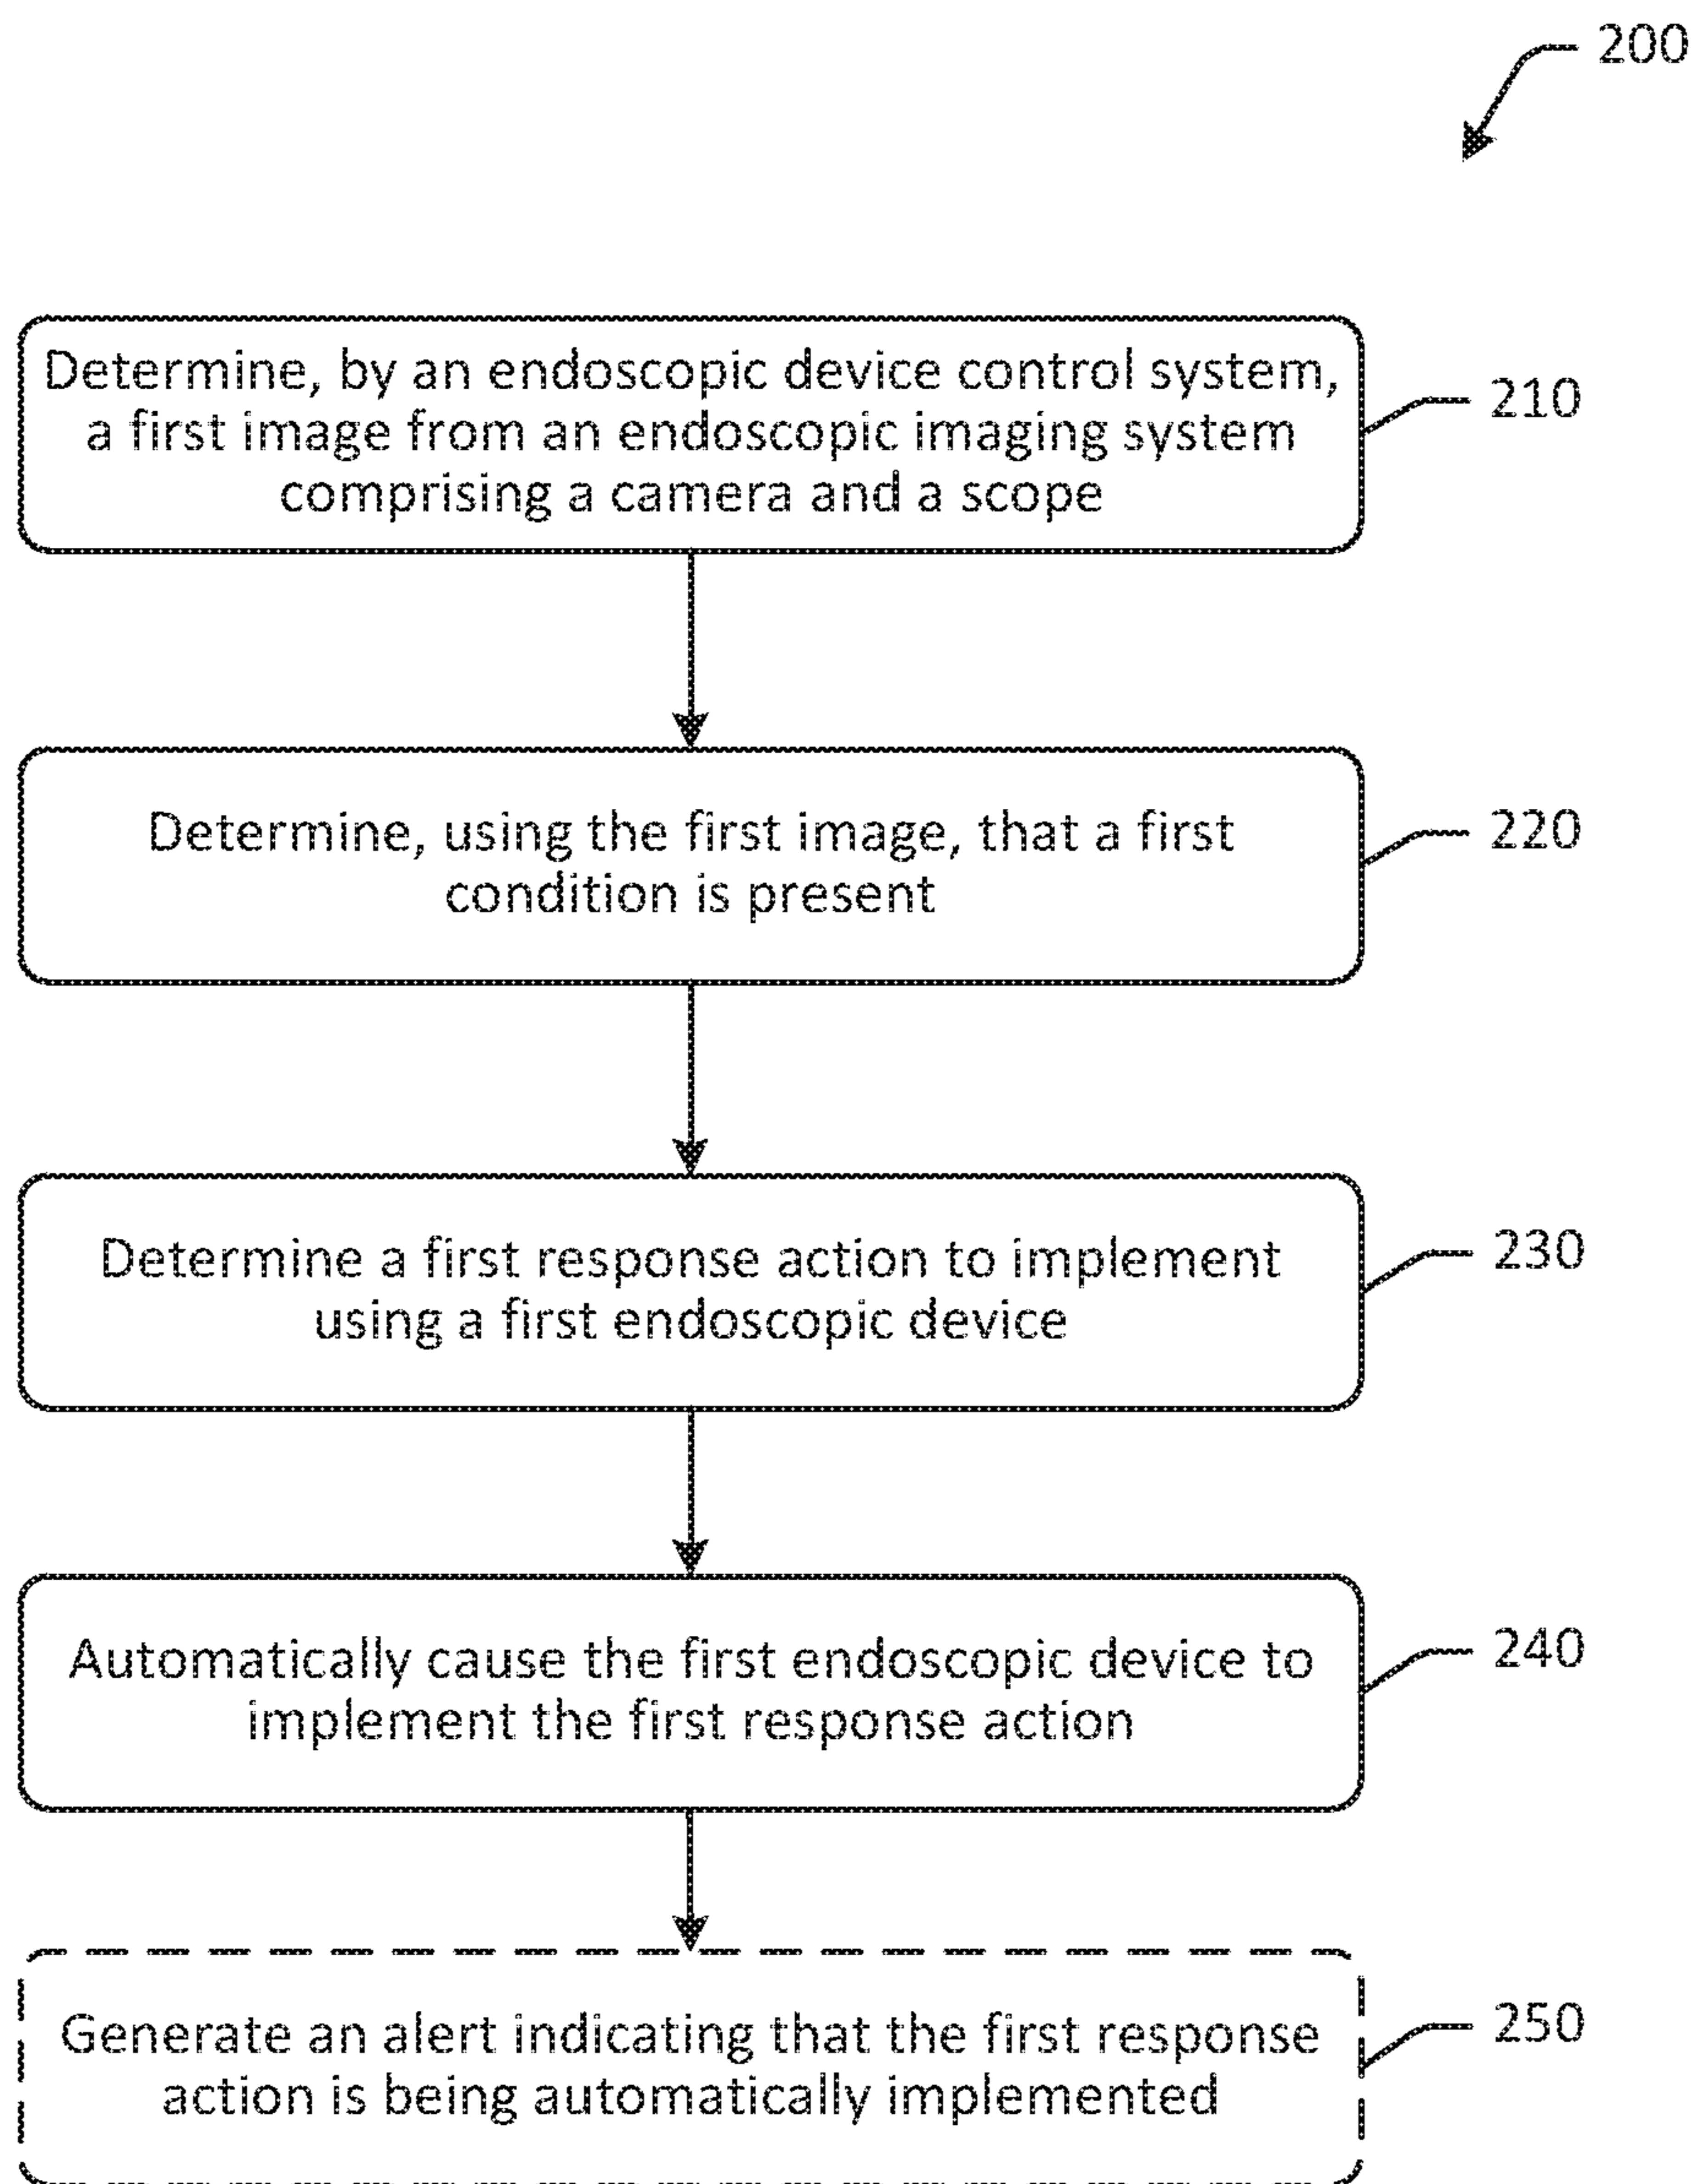 200
Determine, by an endoscopic device control system,
a first image from an endoscopic imaging system
comprising a camera and a scope
210
Determine, using the first image, that a first
condition is present
220
Determine a first response action to implement
using a first endoscopic device
230
Automatically cause the first endoscopic device to
implement the first response action
240
Generate an alert indicating that the first response
action is being automatically implemented
250